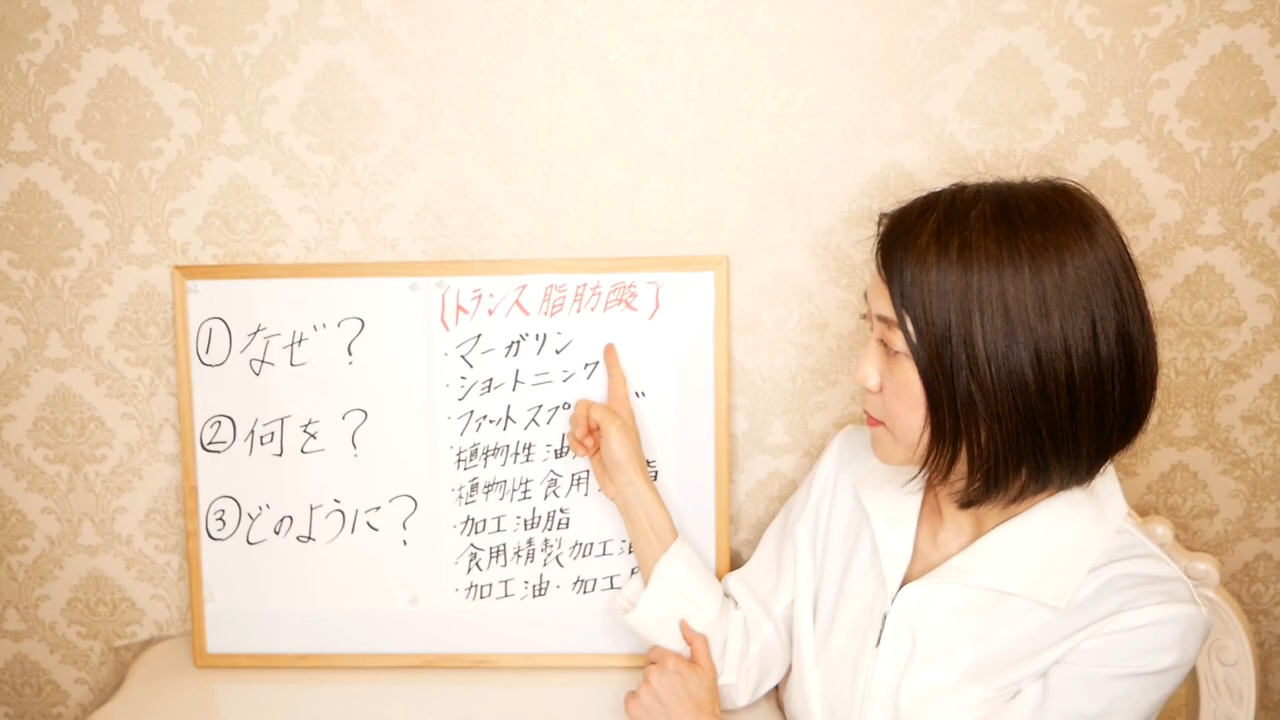 ①なぜ?
②何を?
③どのように?
【トランス脂肪酸】
・マーガリン
・ショートニング
・ファットスプ
・植物性油
・植物性食用 脂
・加工油脂
・食用精製加工油
・加工油・加工